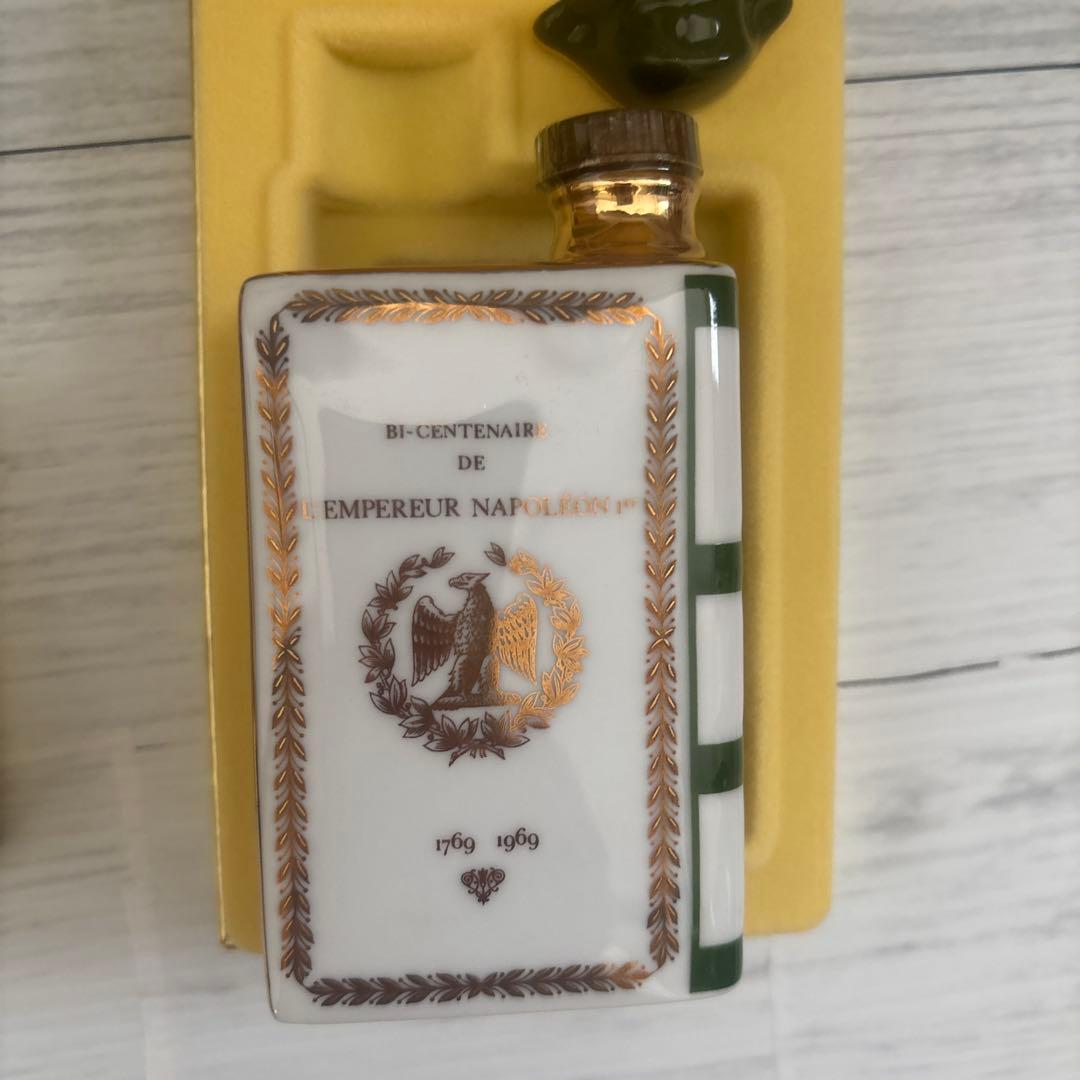 BI-CENTENAIRE
DE
L'EMPEREUR NAPOLÉON Iᵉʳ
1769 1969